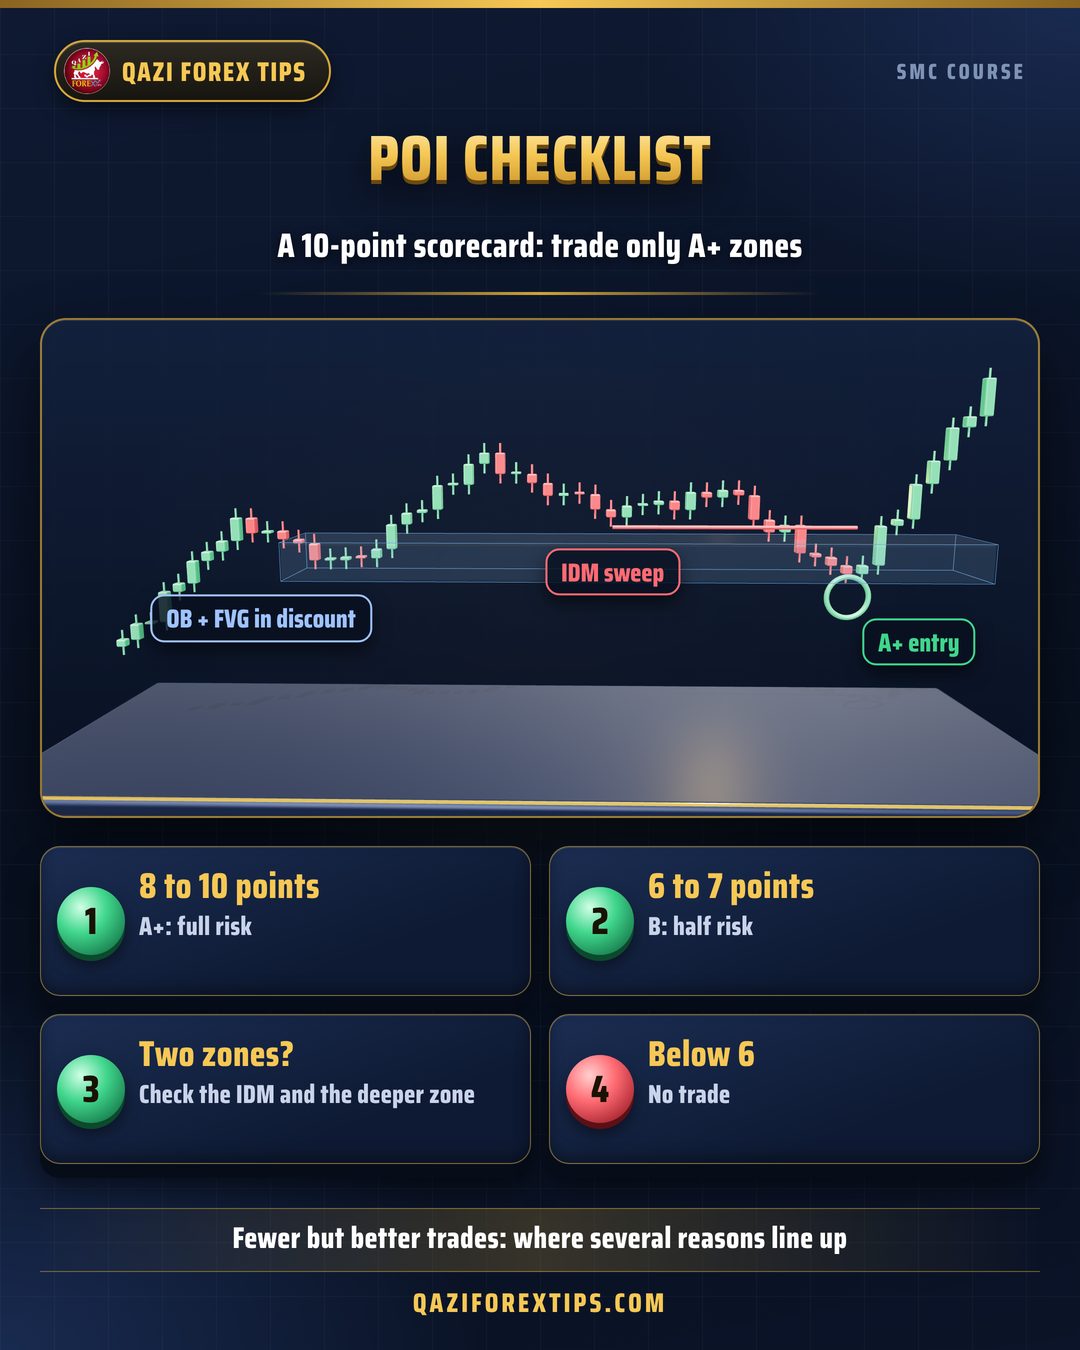 QAZI
FOREX
QAZI FOREX TIPS
SMC COURSE
POI CHECKLIST
A 10-point scorecard: trade only A+ zones
IDM sweep
OB + FVG in discount
A+ entry
1
8 to 10 points
A+: full risk
2
6 to 7 points
B: half risk
3
Two zones?
Check the IDM and the deeper zone
4
Below 6
No trade
Fewer but better trades: where several reasons line up
QAZIFOREXTIPS.COM